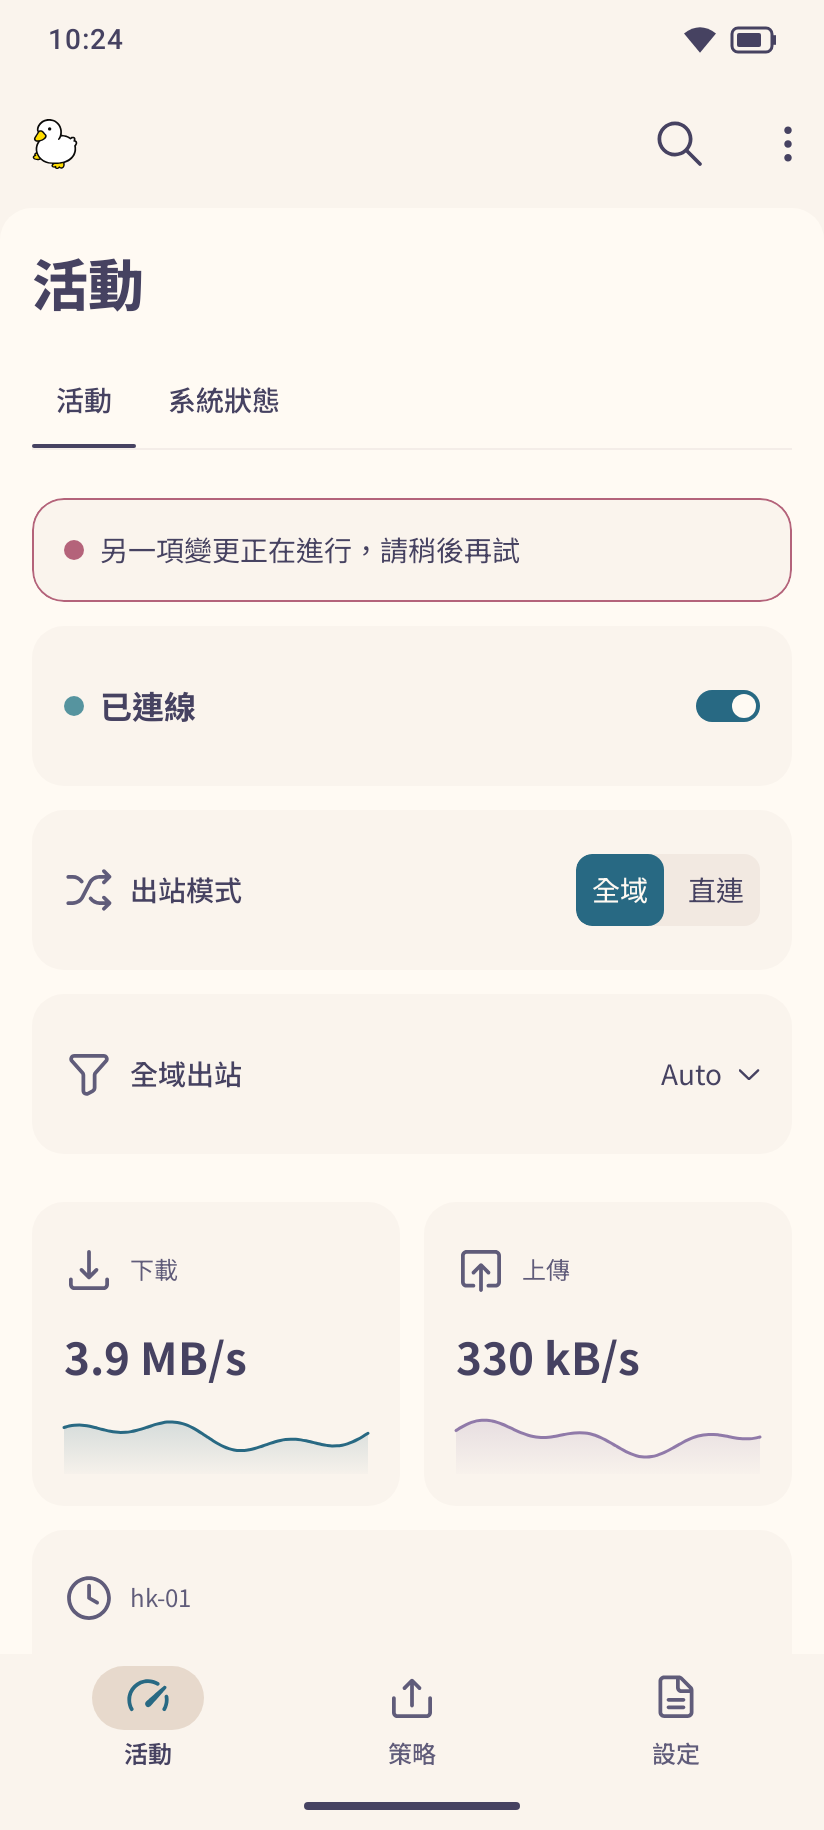 10:24
活動
活動
系統狀態
另一項變更正在進行，請稍後再試
已連線
出站模式
全域
直連
全域出站
Auto
下載
上傳
3.9 MB/s
330 kB/s
hk-01
活動
策略
設定